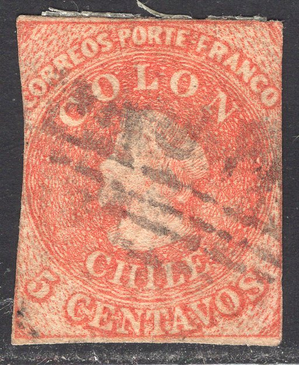 CORREOS PORTE FRANCO
COLON
CHILE
5 CENTAVOS